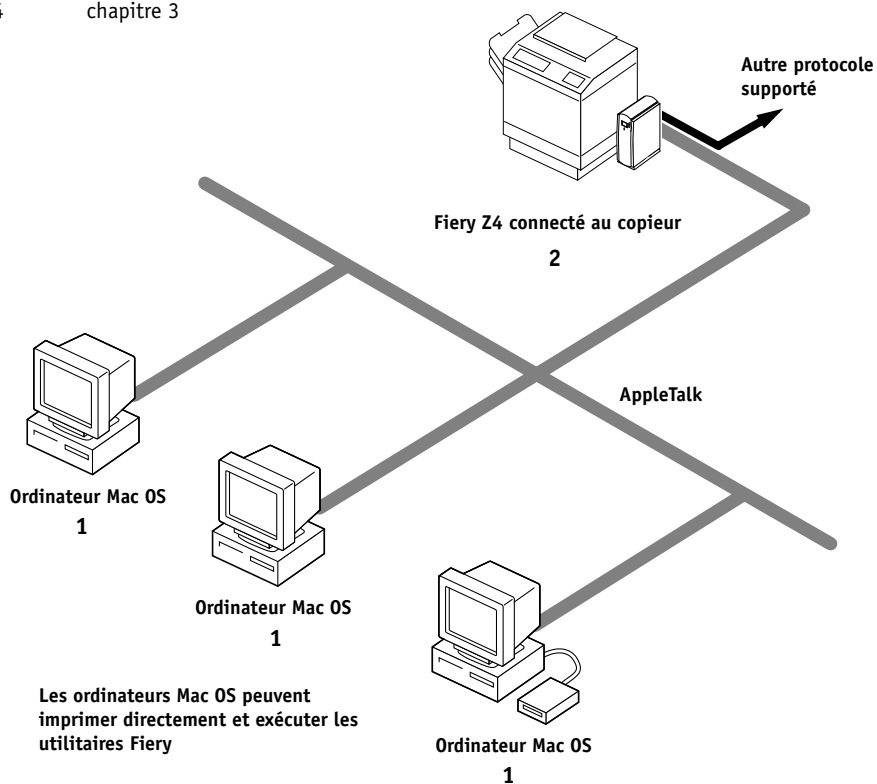 chapitre 3
Autre protocole
supporté
Fiery Z4 connecté au copieur
2
AppleTalk
Ordinateur Mac OS
1
Ordinateur Mac OS
1
Les ordinateurs Mac OS peuvent
imprimer directement et exécuter les
utilitaires Fiery
Ordinateur Mac OS
1